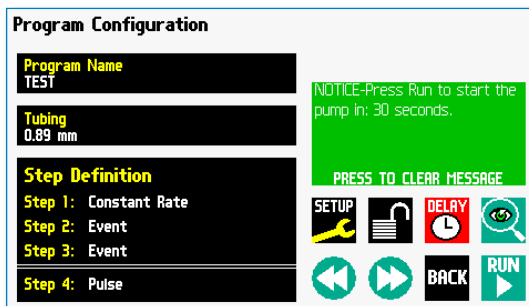 Program Configuration
Program Name
TEST
Tubing
0.89 mm
Step Definition
Step 1: Constant Rate
Step 2: Event
Step 3: Event
Step 4: Pulse
NOTICE-Press Run to start the
pump in: 30 seconds.
PRESS TO CLEAR MESSAGE
SETUP
DELAY
BACK
RUN